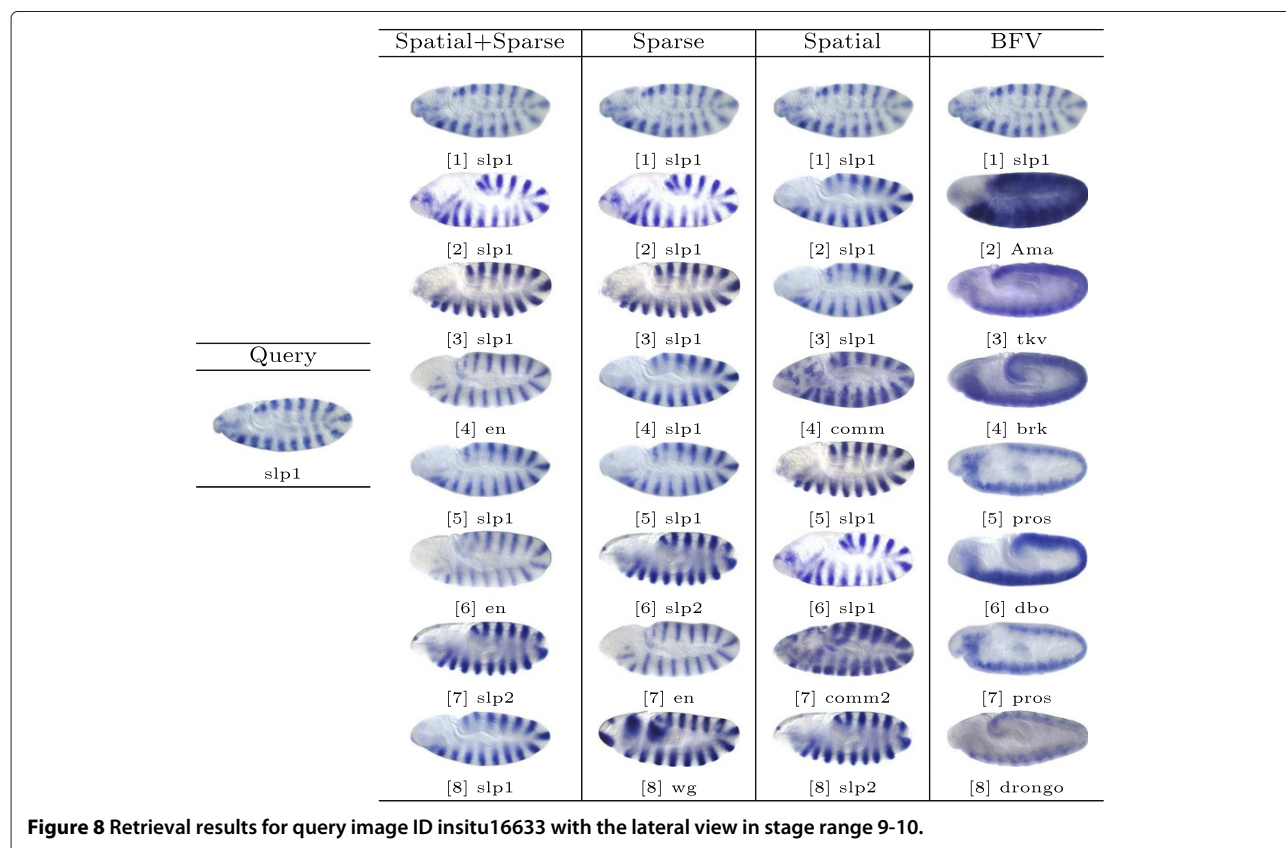 Spatial+Sparse Sparse Spatial BFV
[1] slp1 [1] slp1 [1] slp1 [1] slp1
[2] slp1 [2] slp1 [2] slp1 [2] Ama
[3] slp1 [3] slp1 [3] slp1 [3] tkv
Query
[4] en [4] slp1 [4] comm [4] brk
slp1
[5] slp1 [5] slp1 [5] slp1 [5] pros
[6] en [6] slp2 [6] slp1 [6] dbo
[7] slp2 [7] en [7] comm2 [7] pros
[8] slp1 [8] wg [8] slp2 [8] drongo
Figure 8 Retrieval results for query image ID insitu16633 with the lateral view in stage range 9-10.